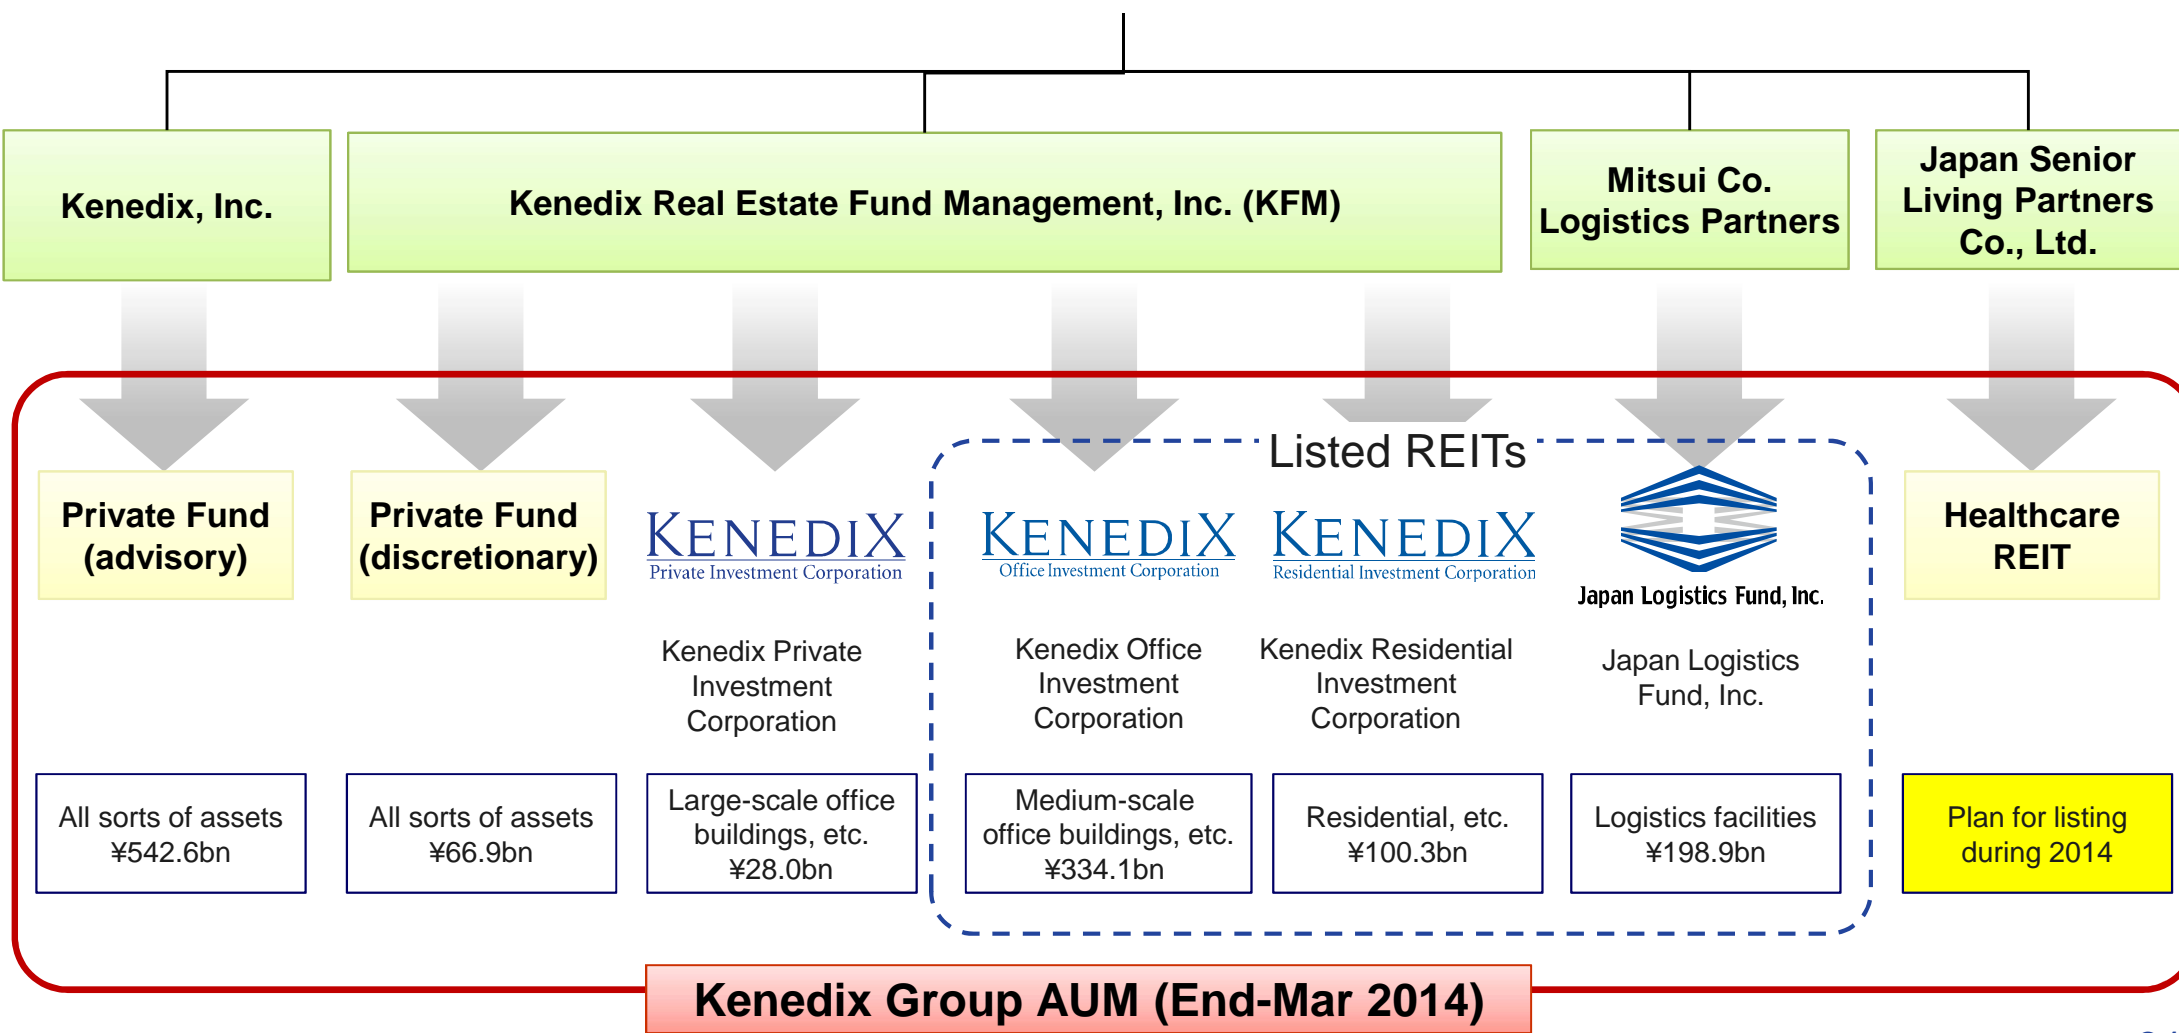 Kenedix, Inc.
Kenedix Real Estate Fund Management, Inc. (KFM)
Mitsui Co.
Logistics Partners
Japan Senior
Living Partners
Co., Ltd.
Listed REITs
Private Fund
(advisory)
Private Fund
(discretionary)
KENEDIX
Private Investment Corporation
KENEDIX
Office Investment Corporation
KENEDIX
Residential Investment Corporation
Japan Logistics Fund, Inc.
Healthcare
REIT
Kenedix Private
Investment
Corporation
Kenedix Office
Investment
Corporation
Kenedix Residential
Investment
Corporation
Japan Logistics
Fund, Inc.
All sorts of assets
¥542.6bn
All sorts of assets
¥66.9bn
Large-scale office
buildings, etc.
¥28.0bn
Medium-scale
office buildings, etc.
¥334.1bn
Residential, etc.
¥100.3bn
Logistics facilities
¥198.9bn
Plan for listing
during 2014
Kenedix Group AUM (End-Mar 2014)